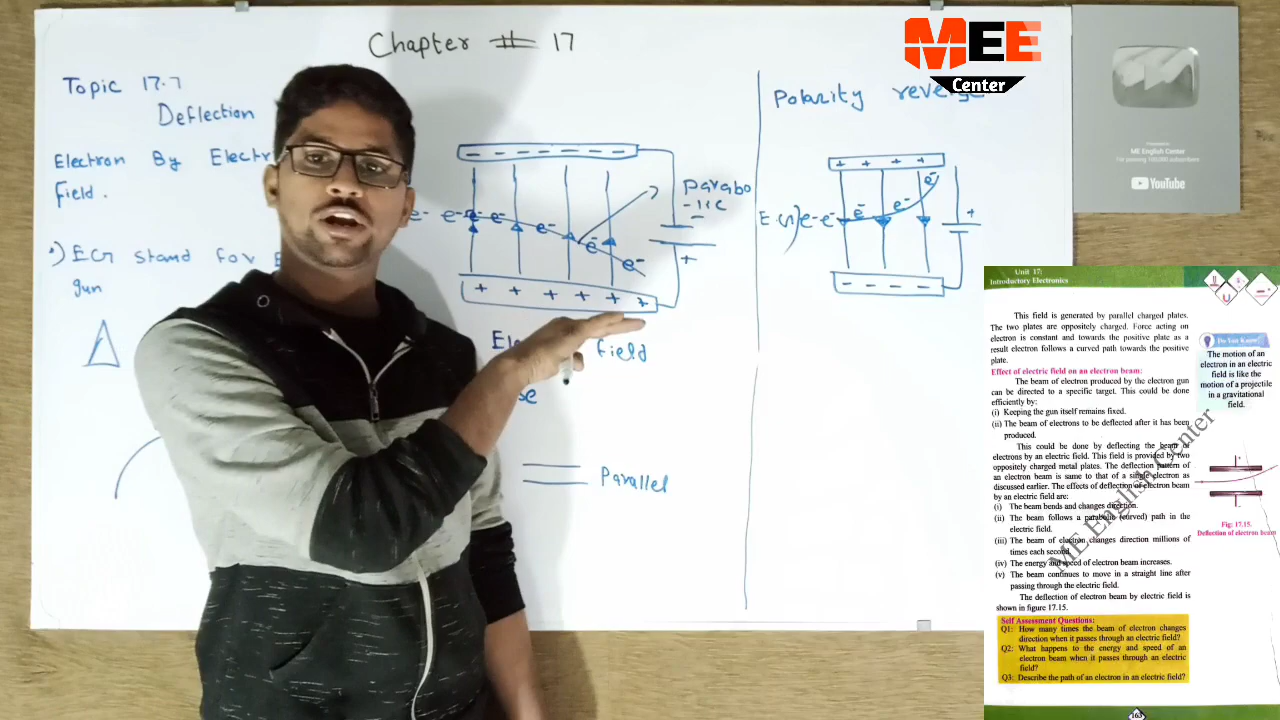 Chapter # 17
Topic 17.7
Deflection
Electron By Electr
Field.
ECG stand for E
gun
- - - - - - -
e- e- e- e- e- e- e-
+ + + + + +
parabo
-lic
-
+
field
se
Parallel
Polarity reverse
+ + + +
e- e- e- e- e-
- - - - -
+
MEE
Center
ME English Center
For passing 100,000 subscribers
YouTube
Unit 17:
Introductory Electronics
This field is generated by parallel charged plates.
The two plates are oppositely charged. Force acting on
electron is constant and towards the positive plate as a
result electron follows a curved path towards the positive
plate.
Effect of electric field on an electron beam:
The beam of electron produced by the electron gun
can be directed to a specific target. This could be done
efficiently by:
(i) Keeping the gun itself remains fixed.
(ii) The beam of electrons to be deflected after it has been
produced.
This could be done by deflecting the beam of
electrons by an electric field. This field is provided by two
oppositely charged metal plates. The deflection pattern of
an electron beam is same to that of a single electron as
discussed earlier. The effects of deflection of electron beam
by an electric field are:
(i) The beam bends and changes direction.
(ii) The beam follows a parabolic (curved) path in the
electric field.
(iii) The beam of electron changes direction millions of
times each second.
(iv) The energy and speed of electron beam increases.
(v) The beam continues to move in a straight line after
passing through the electric field.
The deflection of electron beam by electric field is
shown in figure 17.15.
Self Assessment Questions:
Q1: How many times the beam of electron changes
direction when it passes through an electric field?
Q2: What happens to the energy and speed of an
electron beam when it passes through an electric
field?
Q3: Describe the path of an electron in an electric field?
163
Do You Know!
The motion of an
electron in an electric
field is like the
motion of a projectile
in a gravitational
field.
Fig: 17.15.
Deflection of electron beam
ME English Center